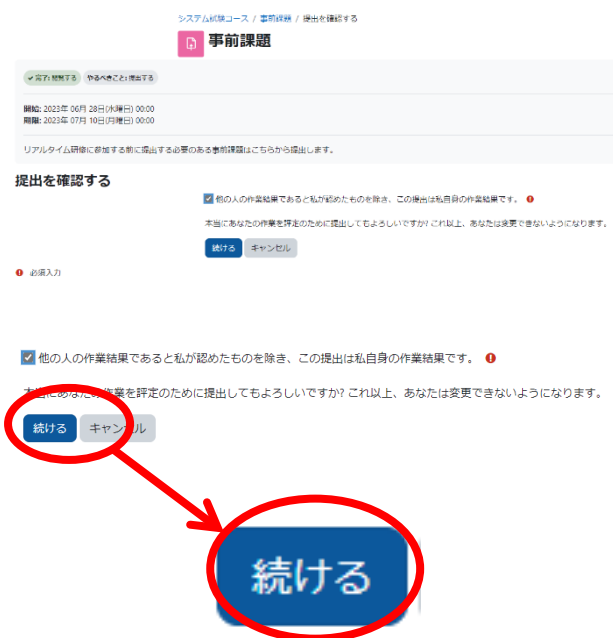 システム試験コース / 事前課題 / 提出を確認する
事前課題
✔ 完了: 閲覧する やるべきこと: 提出する
開始: 2023年 06月 28日(水曜日) 00:00
期限: 2023年 07月 10日(月曜日) 00:00
リアルタイム研修に参加する前に提出する必要のある事前課題はこちらから提出します。
提出を確認する
他の人の作業結果であると私が認めたものを除き、この提出は私自身の作業結果です。
本当にあなたの作業を評定のために提出してもよろしいですか? これ以上、あなたは変更できないようになります。
続ける キャンセル
必須入力
他の人の作業結果であると私が認めたものを除き、この提出は私自身の作業結果です。
本当にあなたの作業を評定のために提出してもよろしいですか? これ以上、あなたは変更できないようになります。
続ける キャンセル
続ける